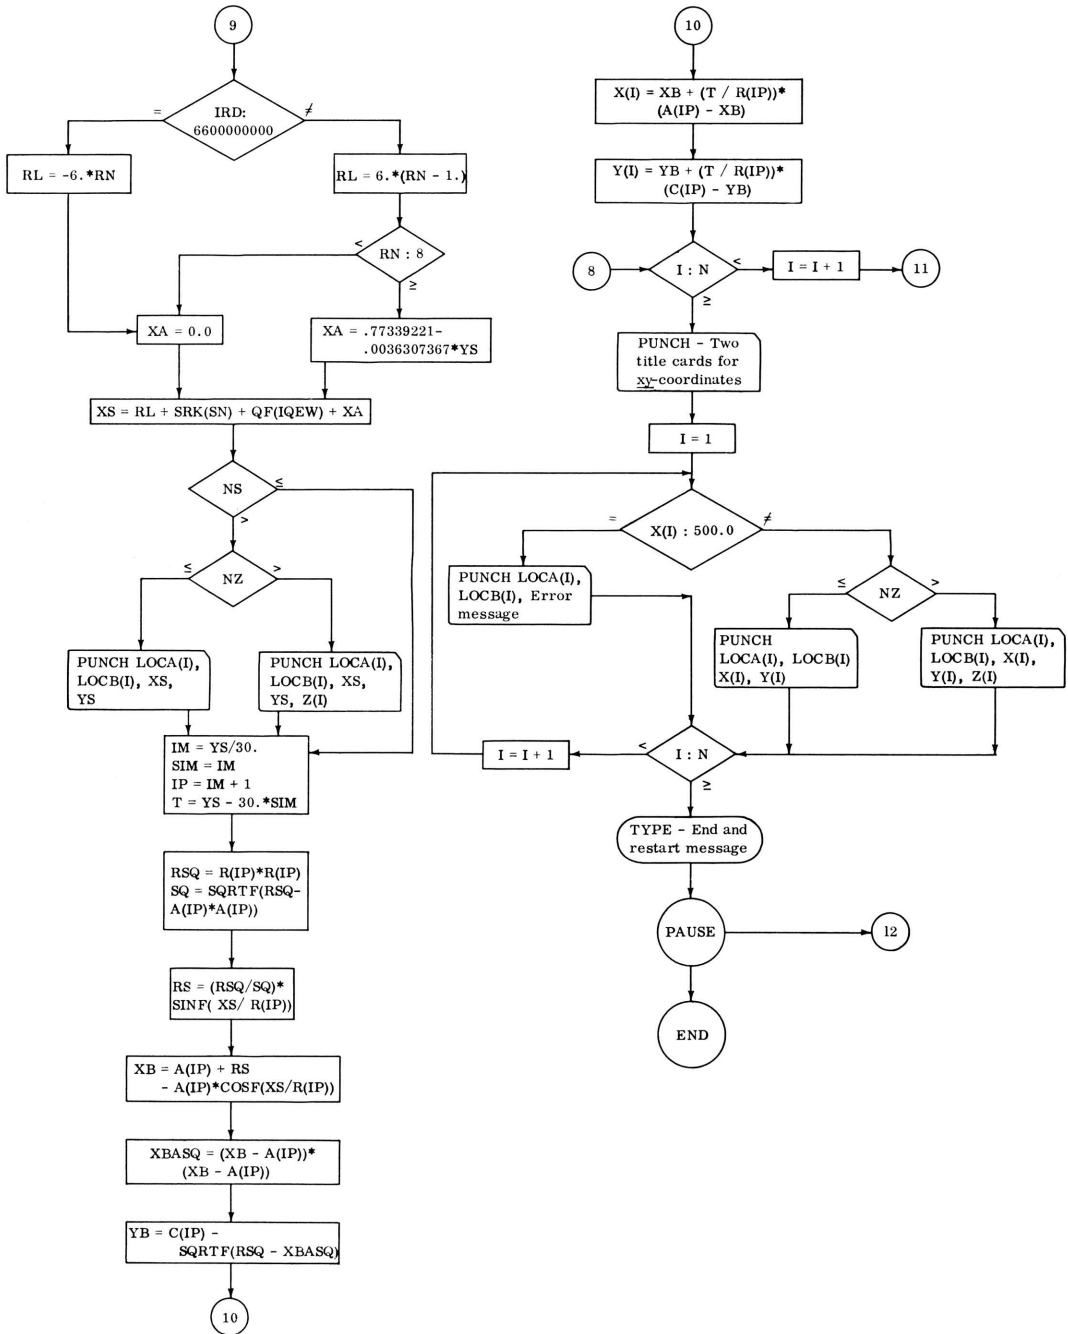 9
=
IRD:
6600000000
≠
RL = -6.*RN
RL = 6.*(RN - 1.)
<
RN : 8
≥
XA = 0.0
XA = .77339221-
.0036307367*YS
XS = RL + SRK(SN) + QF(IQEW) + XA
NS
≤
>
≤
NZ
>
PUNCH LOCA(I),
LOCB(I), XS,
YS
PUNCH LOCA(I),
LOCB(I), XS,
YS, Z(I)
IM = YS/30.
SIM = IM
IP = IM + 1
T = YS - 30.*SIM
RSQ = R(IP)*R(IP)
SQ = SQRTF(RSQ-
A(IP)*A(IP))
RS = (RSQ/SQ)*
SINF( XS/ R(IP))
XB = A(IP) + RS
- A(IP)*COSF(XS/R(IP))
XBASQ = (XB - A(IP))*
(XB - A(IP))
YB = C(IP) -
SQRTF(RSQ - XBASQ)
10
10
X(I) = XB + (T / R(IP))*
(A(IP) - XB)
Y(I) = YB + (T / R(IP))*
(C(IP) - YB)
8
I : N
<
I = I + 1
11
≥
PUNCH - Two
title cards for
xy-coordinates
I = 1
=
X(I) : 500.0
≠
PUNCH LOCA(I),
LOCB(I), Error
message
≤
NZ
>
PUNCH
LOCA(I), LOCB(I)
X(I), Y(I)
PUNCH LOCA(I),
LOCB(I), X(I),
Y(I), Z(I)
I = I + 1
<
I : N
≥
TYPE - End and
restart message
PAUSE
12
END